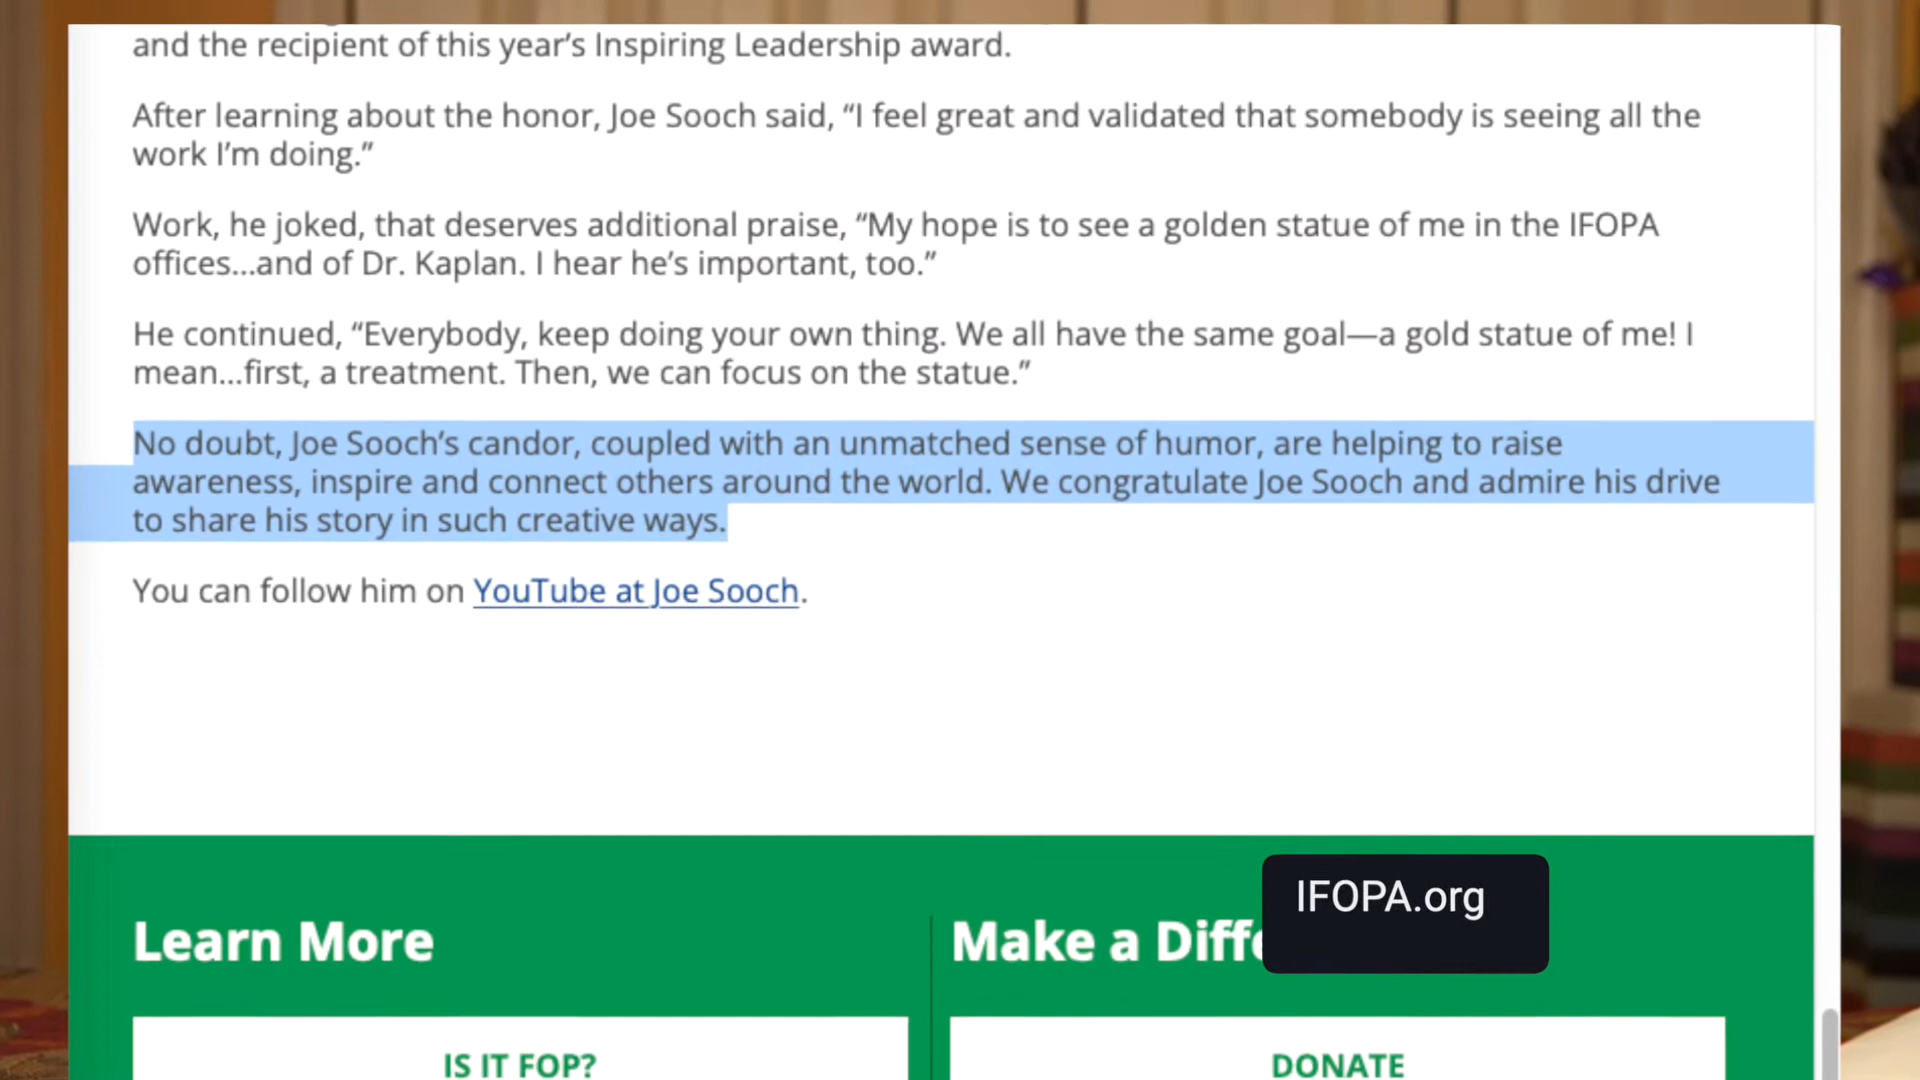 and the recipient of this year’s Inspiring Leadership award.
After learning about the honor, Joe Sooch said, “I feel great and validated that somebody is seeing all the
work I’m doing.”
Work, he joked, that deserves additional praise, “My hope is to see a golden statue of me in the IFOPA
offices...and of Dr. Kaplan. I hear he’s important, too.”
He continued, “Everybody, keep doing your own thing. We all have the same goal—a gold statue of me! I
mean...first, a treatment. Then, we can focus on the statue.”
No doubt, Joe Sooch’s candor, coupled with an unmatched sense of humor, are helping to raise
awareness, inspire and connect others around the world. We congratulate Joe Sooch and admire his drive
to share his story in such creative ways.
You can follow him on YouTube at Joe Sooch.
IFOPA.org
Learn More
Make a Diffe
IS IT FOP?
DONATE